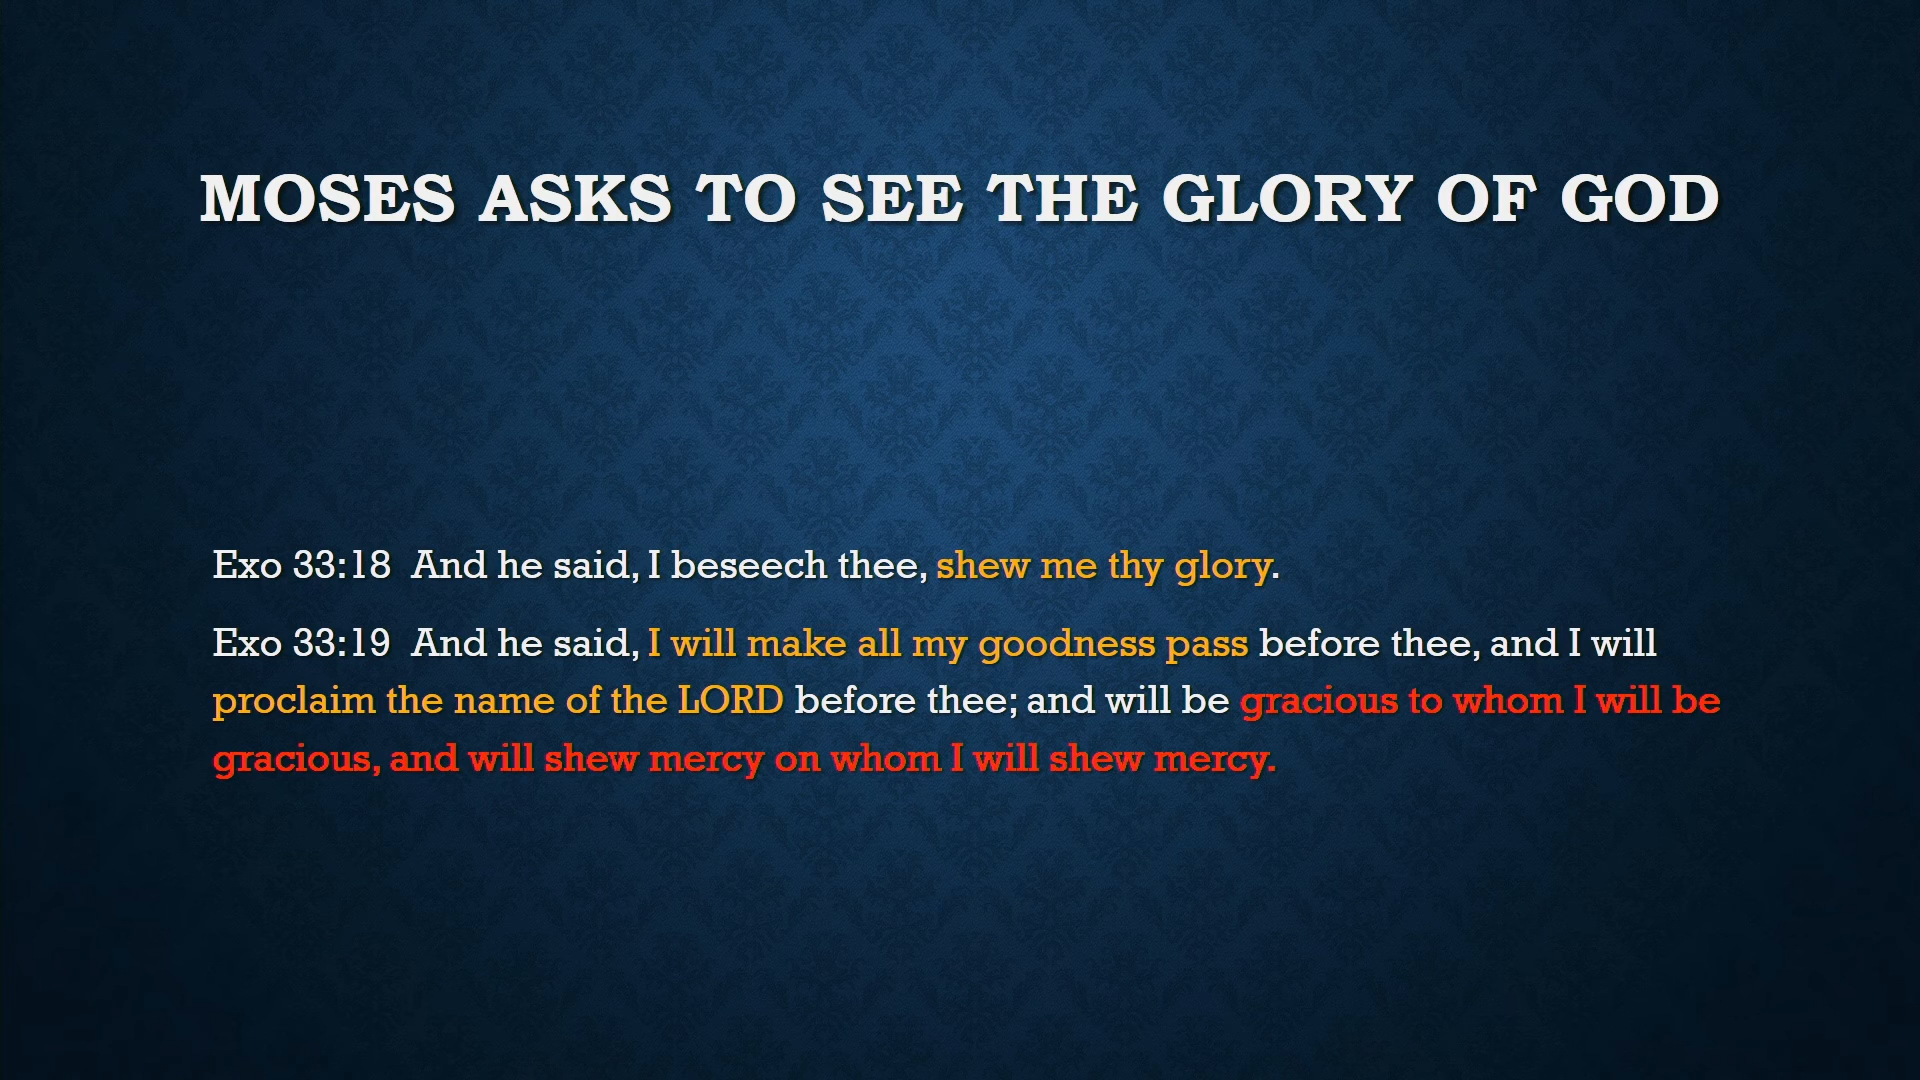 MOSES ASKS TO SEE THE GLORY OF GOD
Exo 33:18  And he said, I beseech thee, shew me thy glory.
Exo 33:19  And he said, I will make all my goodness pass before thee, and I will
proclaim the name of the LORD before thee; and will be gracious to whom I will be
gracious, and will shew mercy on whom I will shew mercy.